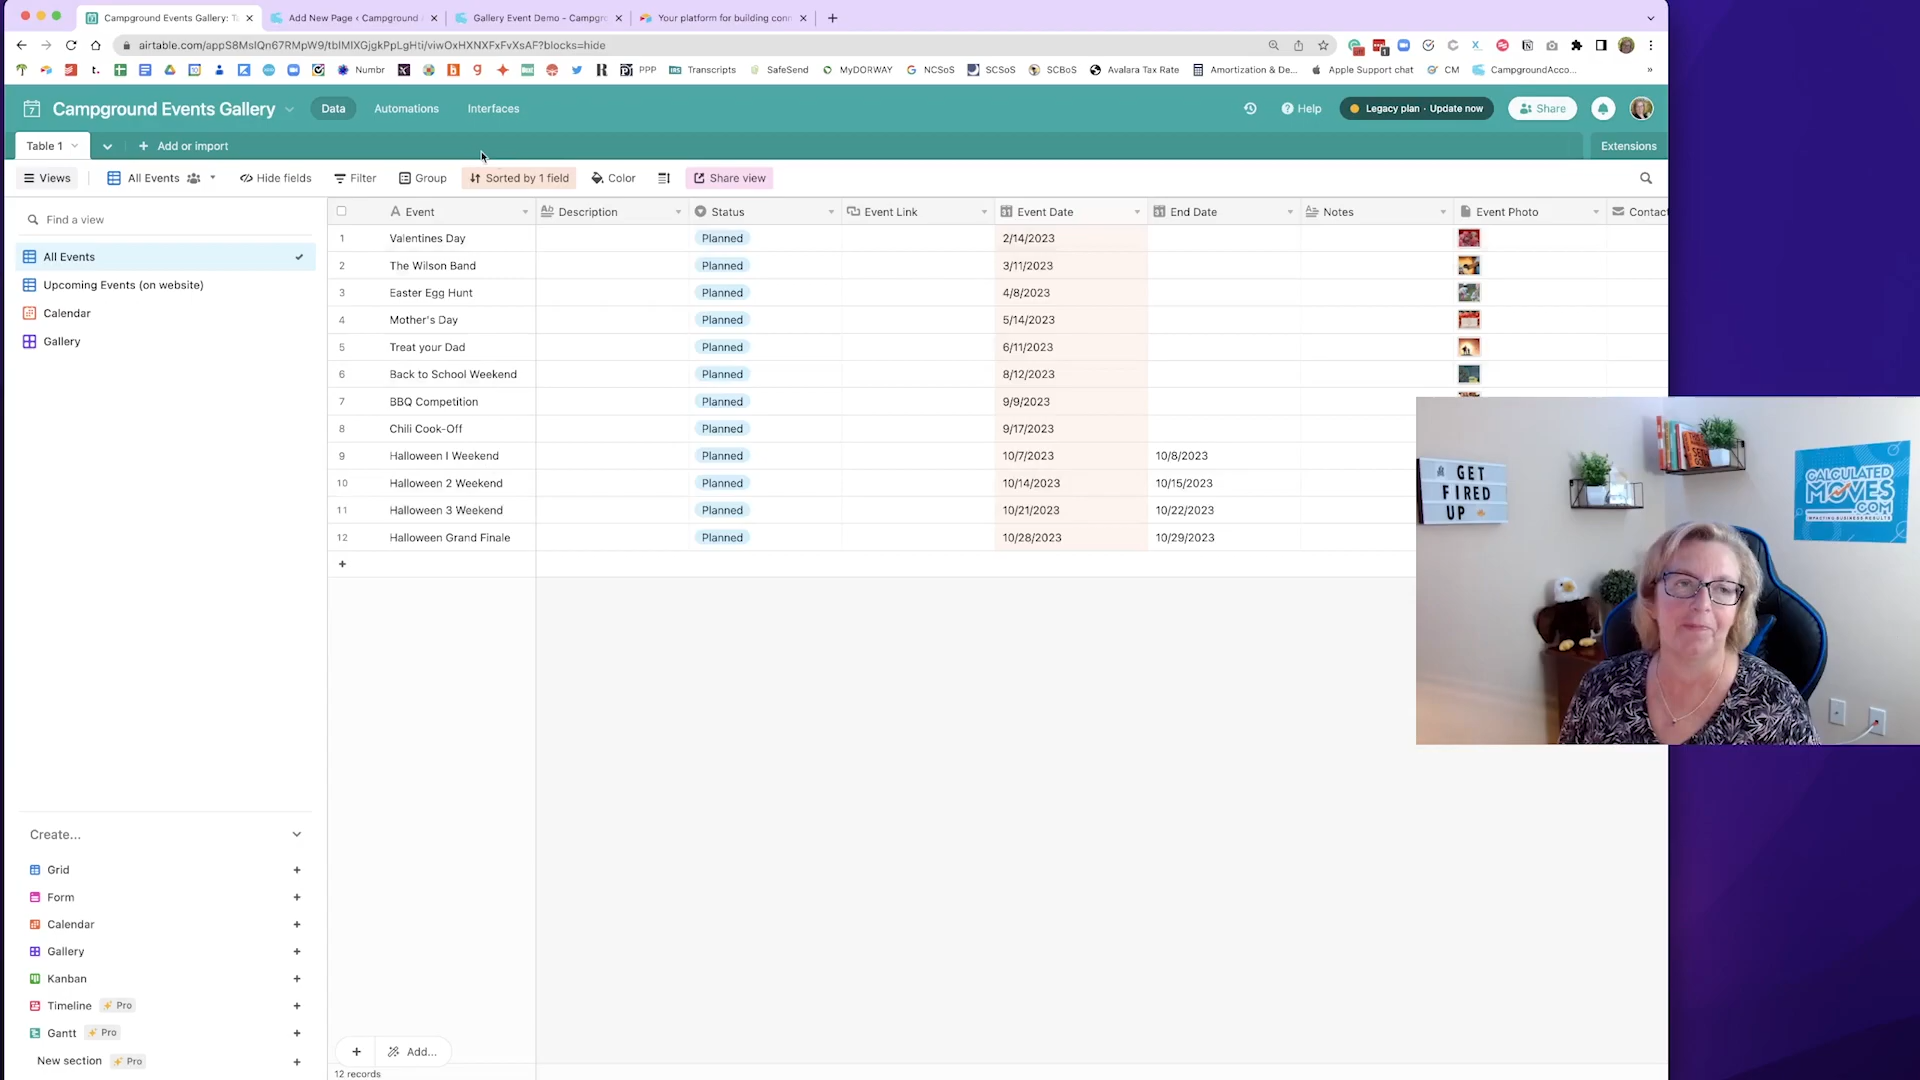 Campground Events Gallery: T
Add New Page ‹ Campground
Gallery Event Demo - Campgr
Your platform for building conn
airtable.com/appS8MsIQn67RMpW9/tblMIXGjgkPpLgHti/viwOxHXNXFxFvXsAF?blocks=hide
Numbr
PPP
Transcripts
SafeSend
MyDORWAY
NCSoS
SCSoS
SCBoS
Avalara Tax Rate
Amortization & De...
Apple Support chat
CM
CampgroundAcco...
Campground Events Gallery
Data
Automations
Interfaces
Help
Legacy plan · Update now
Share
Table 1
Add or import
Extensions
Views
All Events
Hide fields
Filter
Group
Sorted by 1 field
Color
Share view
Find a view
All Events
Upcoming Events (on website)
Calendar
Gallery
Event Description Status Event Link Event Date End Date Notes Event Photo Contac
1 Valentines Day Planned 2/14/2023
2 The Wilson Band Planned 3/11/2023
3 Easter Egg Hunt Planned 4/8/2023
4 Mother's Day Planned 5/14/2023
5 Treat your Dad Planned 6/11/2023
6 Back to School Weekend Planned 8/12/2023
7 BBQ Competition Planned 9/9/2023
8 Chili Cook-Off Planned 9/17/2023
9 Halloween I Weekend Planned 10/7/2023 10/8/2023
10 Halloween 2 Weekend Planned 10/14/2023 10/15/2023
11 Halloween 3 Weekend Planned 10/21/2023 10/22/2023
12 Halloween Grand Finale Planned 10/28/2023 10/29/2023
GET
FIRED
UP
CALCULATED
MOVES
.COM
IMPACTING BUSINESS RESULTS
Create...
Grid
Form
Calendar
Gallery
Kanban
Timeline Pro
Gantt Pro
New section Pro
Add...
12 records